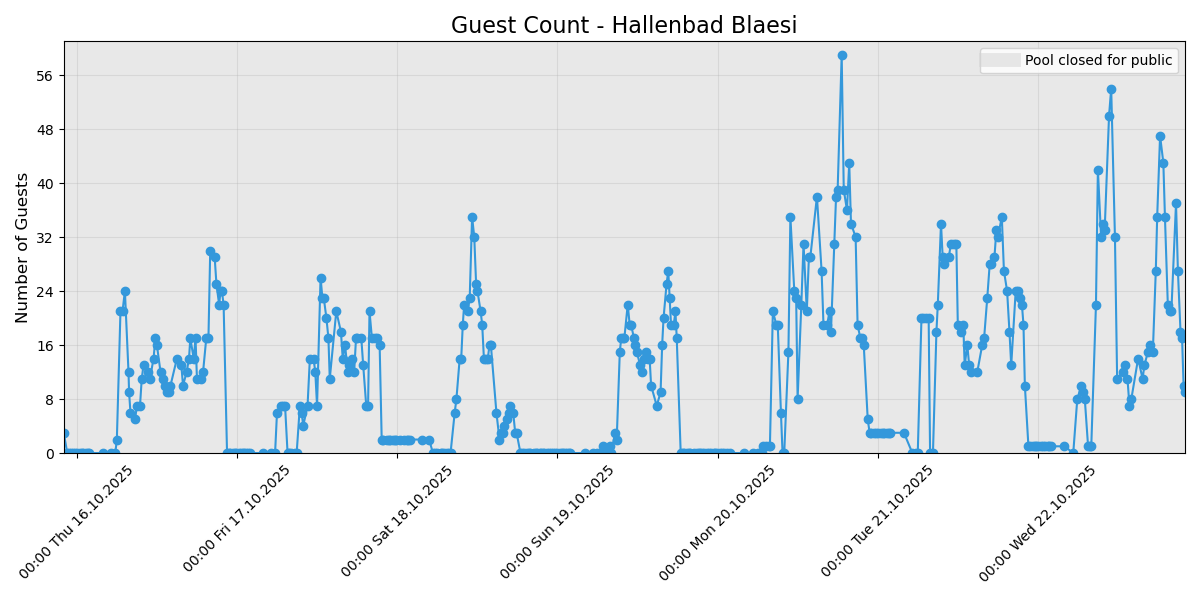 Guest Count - Hallenbad Blaesi
Pool closed for public
Number of Guests
56
48
40
32
24
16
8
0
00:00 Thu 16.10.2025
00:00 Fri 17.10.2025
00:00 Sat 18.10.2025
00:00 Sun 19.10.2025
00:00 Mon 20.10.2025
00:00 Tue 21.10.2025
00:00 Wed 22.10.2025